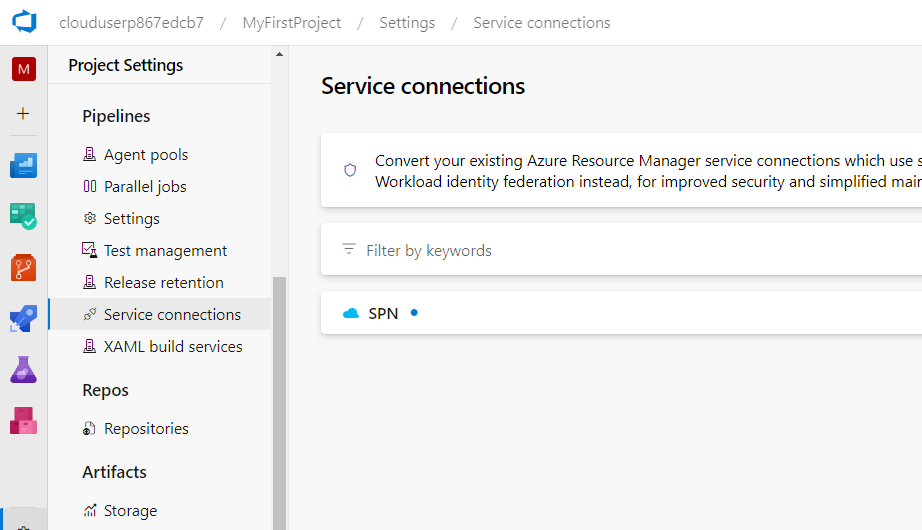 clouduserp867edcb7 / MyFirstProject / Settings / Service connections
M
Project Settings
Pipelines
Agent pools
Parallel jobs
Settings
Test management
Release retention
Service connections
XAML build services
Repos
Repositories
Artifacts
Storage
Service connections
Convert your existing Azure Resource Manager service connections which use s
Workload identity federation instead, for improved security and simplified main
Filter by keywords
SPN